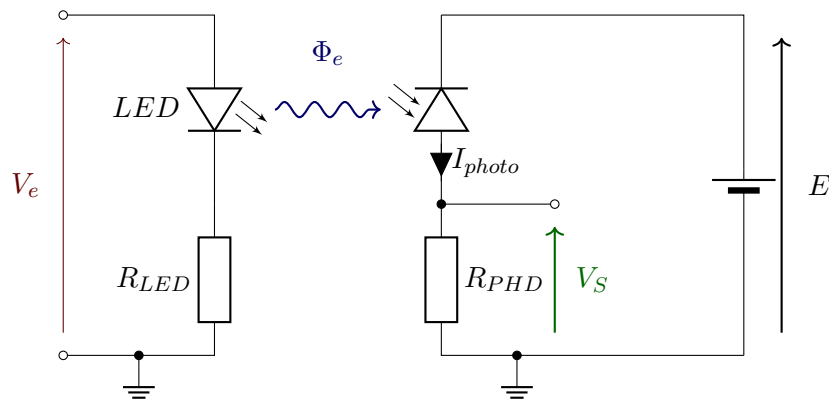 Φ_e
LED
I_photo
V_e
E
R_LED
R_PHD
V_S